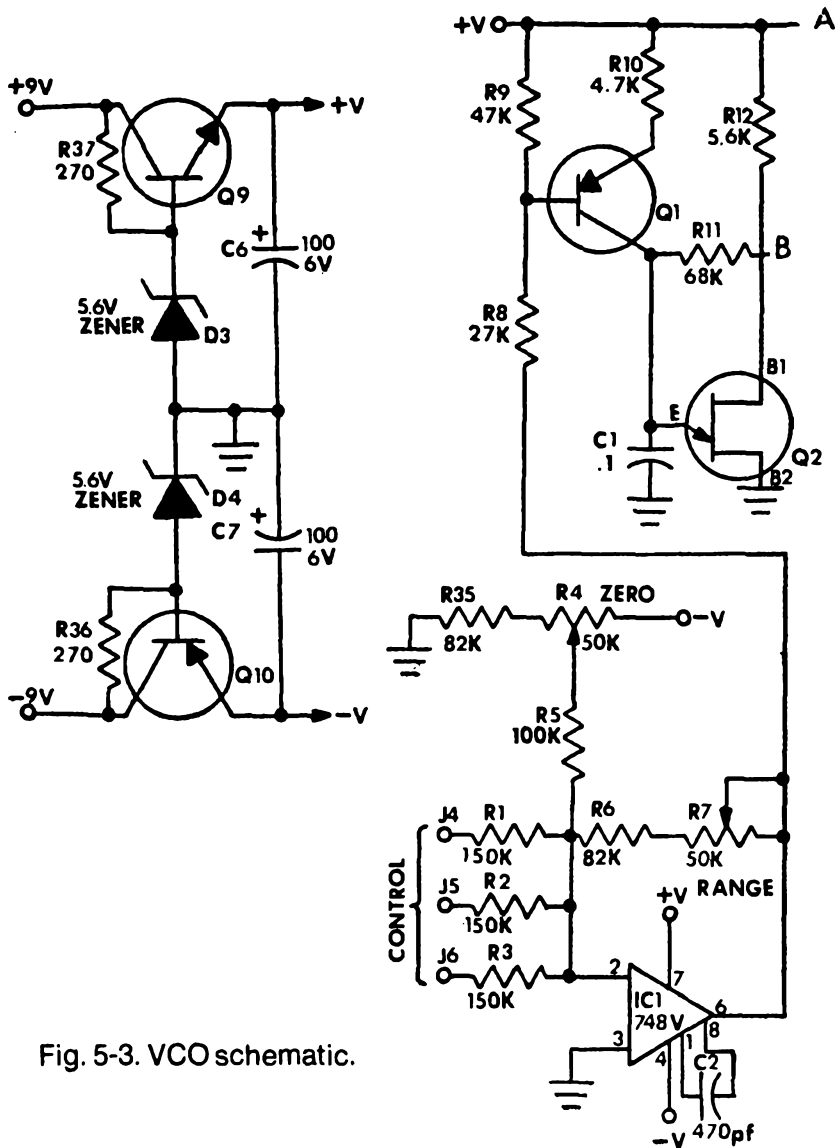 +9V
+V
R37
270
Q9
C6
+
100
6V
5.6V
ZENER
D3
5.6V
ZENER
D4
C7
+
100
6V
R36
270
Q10
-9V
-V
+V
A
R9
47K
R10
4.7K
R12
5.6K
Q1
R11
68K
B
R8
27K
B1
E
Q2
B2
C1
.1
R35
82K
R4
50K
ZERO
-V
R5
100K
CONTROL
J4
R1
150K
R6
82K
R7
50K
RANGE
J5
R2
150K
+V
J6
R3
150K
2
7
IC1
748 V
6
3
4
1
8
C2
470pf
-V
Fig. 5-3. VCO schematic.